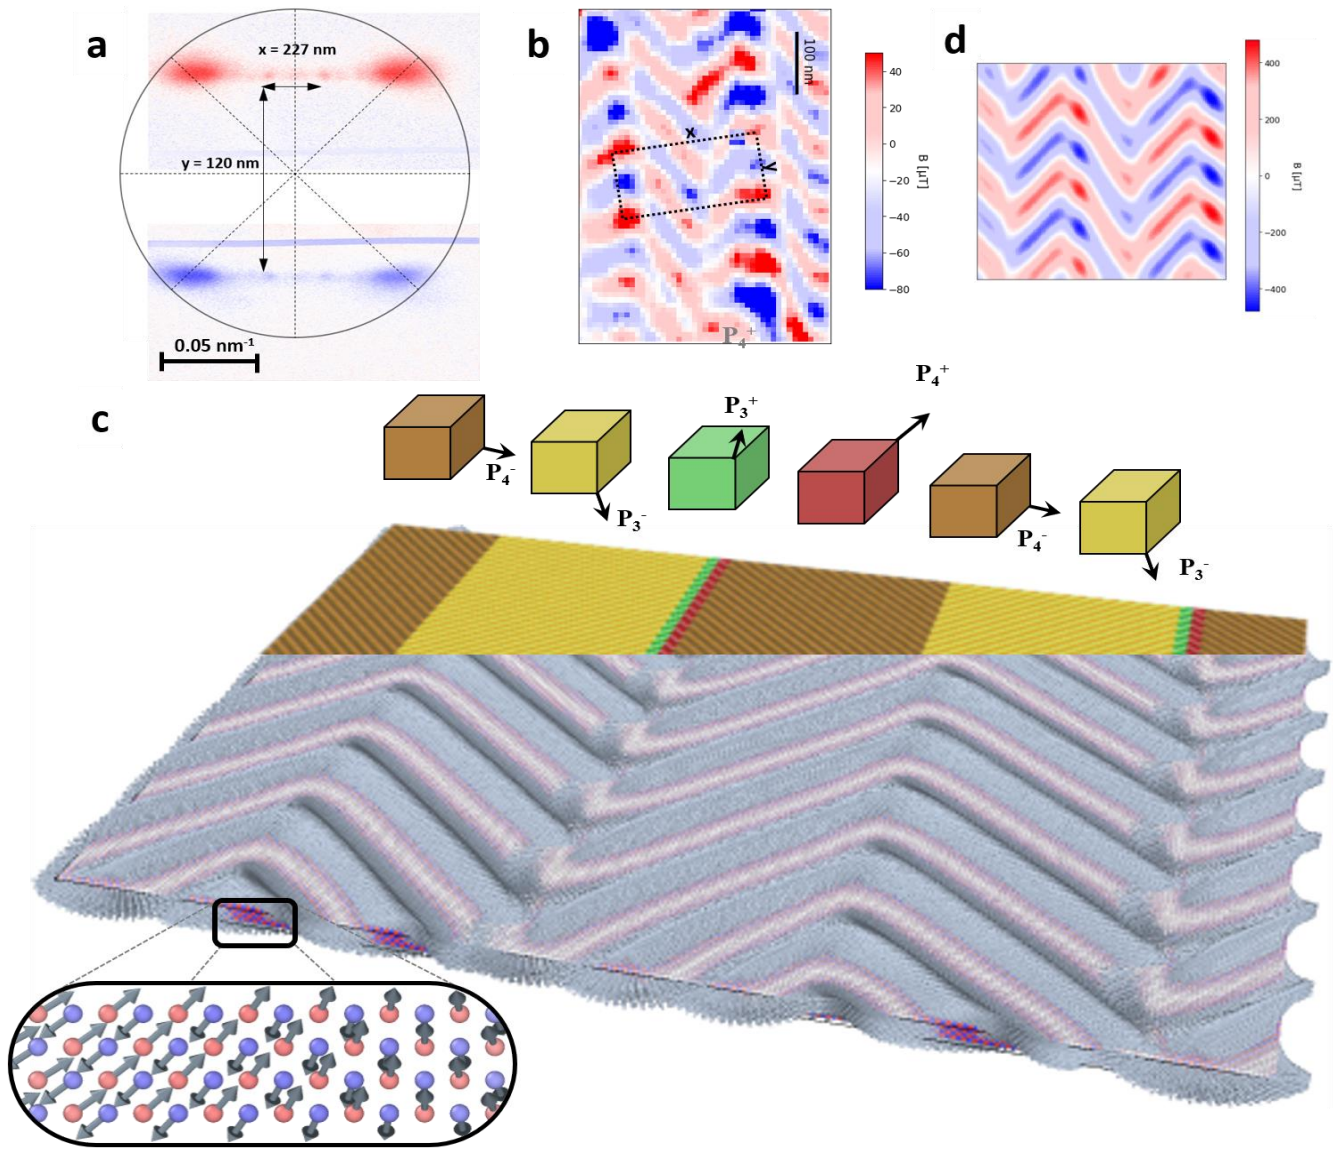 a
x = 227 nm
y = 120 nm
0.05 nm⁻¹
b
100 nm
x
y
P₄⁺
40
20
0
−20
−40
−60
−80
B [μT]
d
400
200
0
−200
−400
B [μT]
c
P₄⁻
P₃⁻
P₃⁺
P₄⁺
P₄⁻
P₃⁻